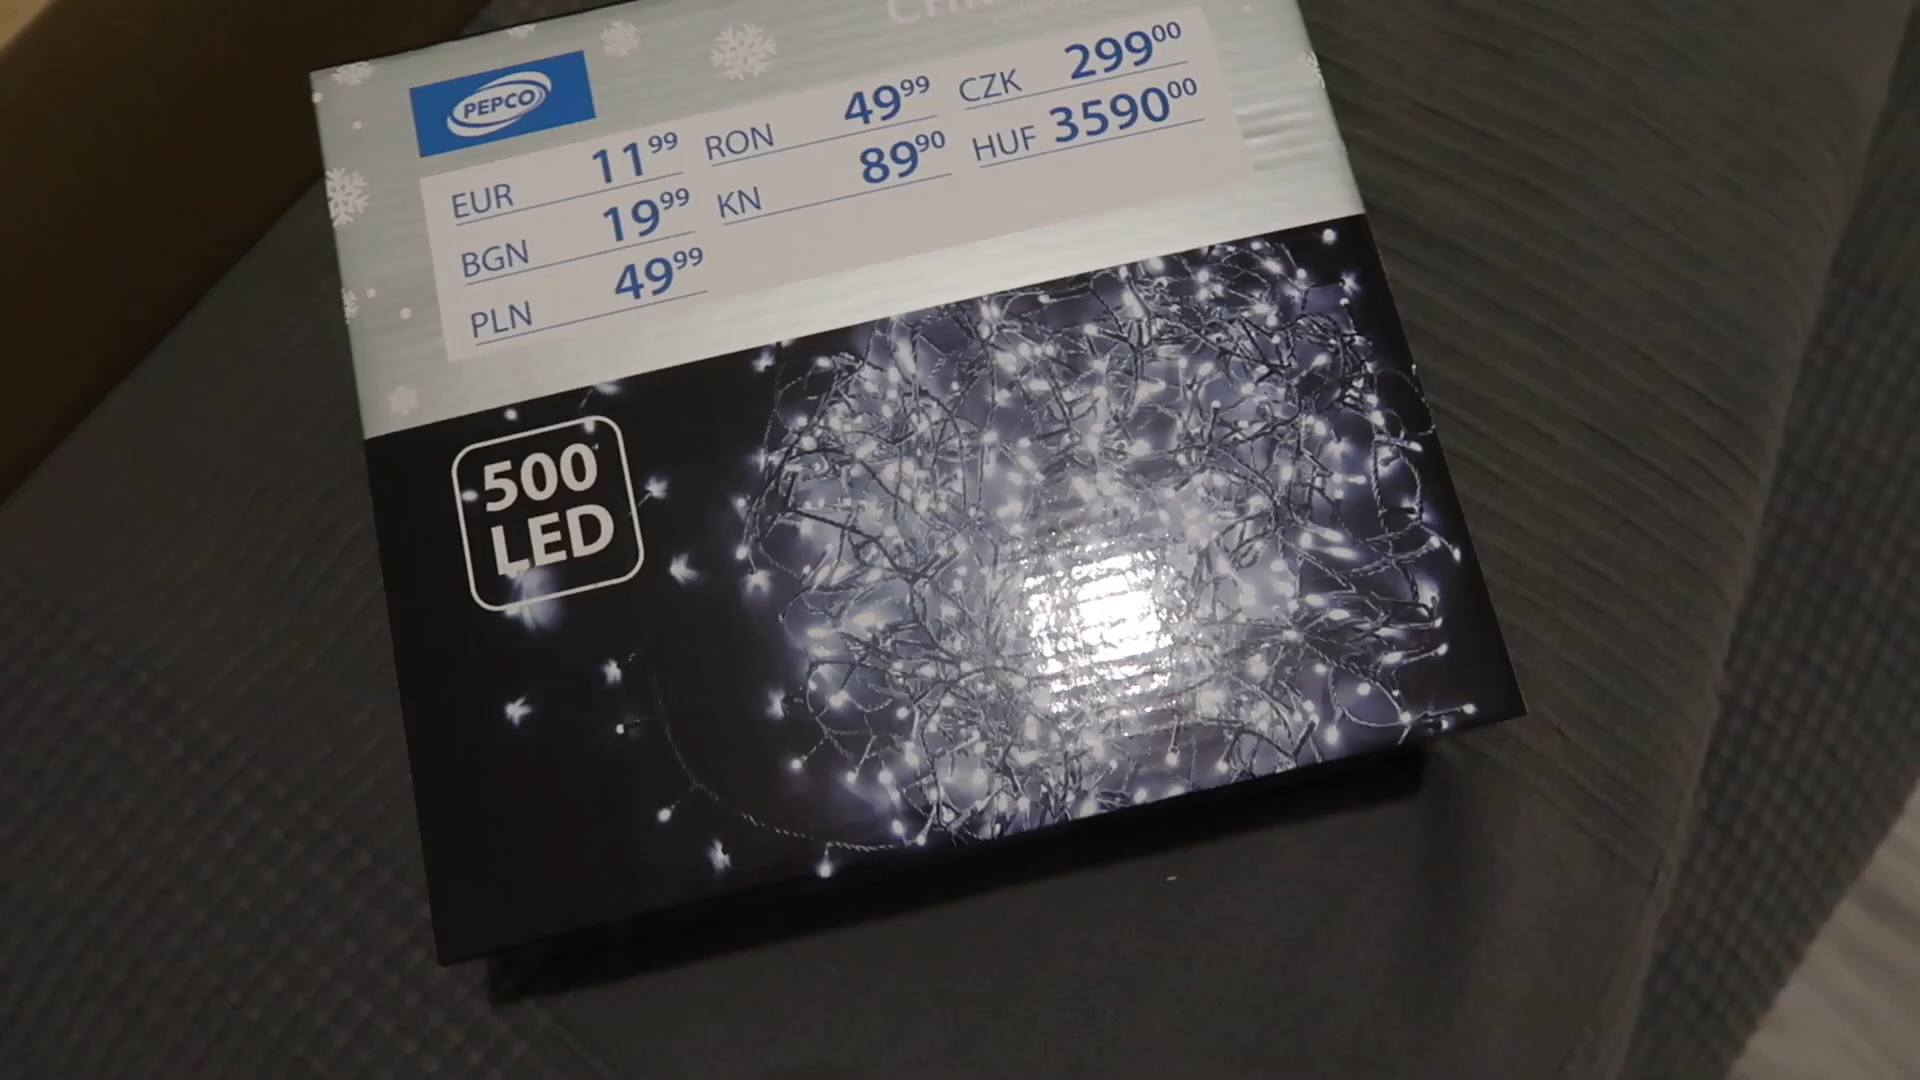 PEPCO
EUR 11⁹⁹
BGN 19⁹⁹
PLN 49⁹⁹
RON 49⁹⁹
KN 89⁹⁰
CZK 299⁰⁰
HUF 3590⁰⁰
500
LED